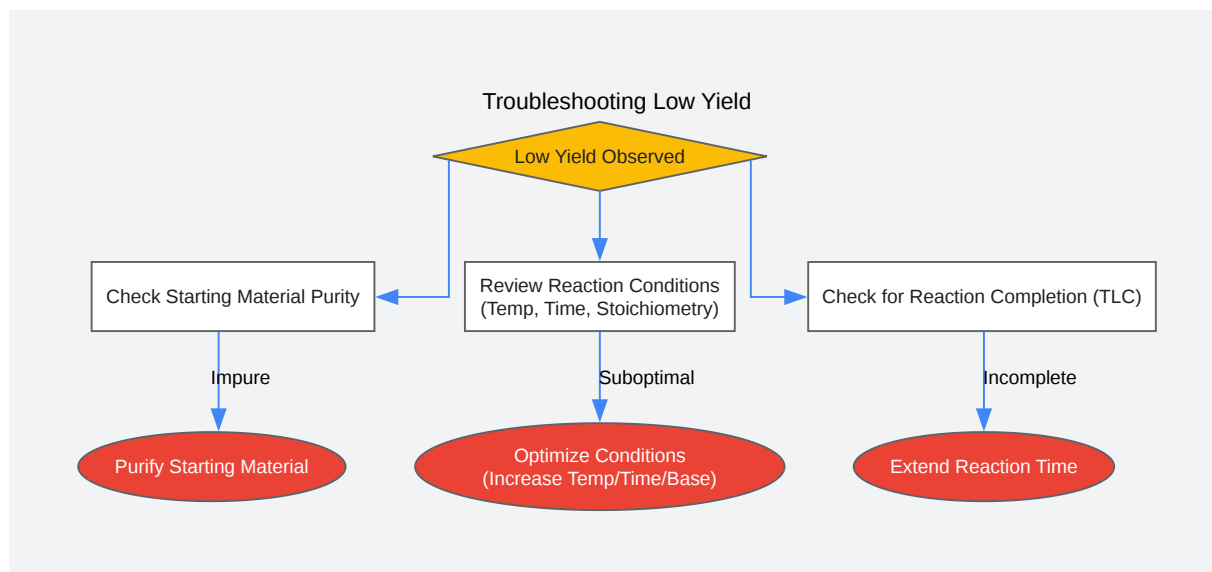 Troubleshooting Low Yield
Low Yield Observed
Check Starting Material Purity
Review Reaction Conditions
(Temp, Time, Stoichiometry)
Check for Reaction Completion (TLC)
Impure
Suboptimal
Incomplete
Purify Starting Material
Optimize Conditions
(Increase Temp/Time/Base)
Extend Reaction Time